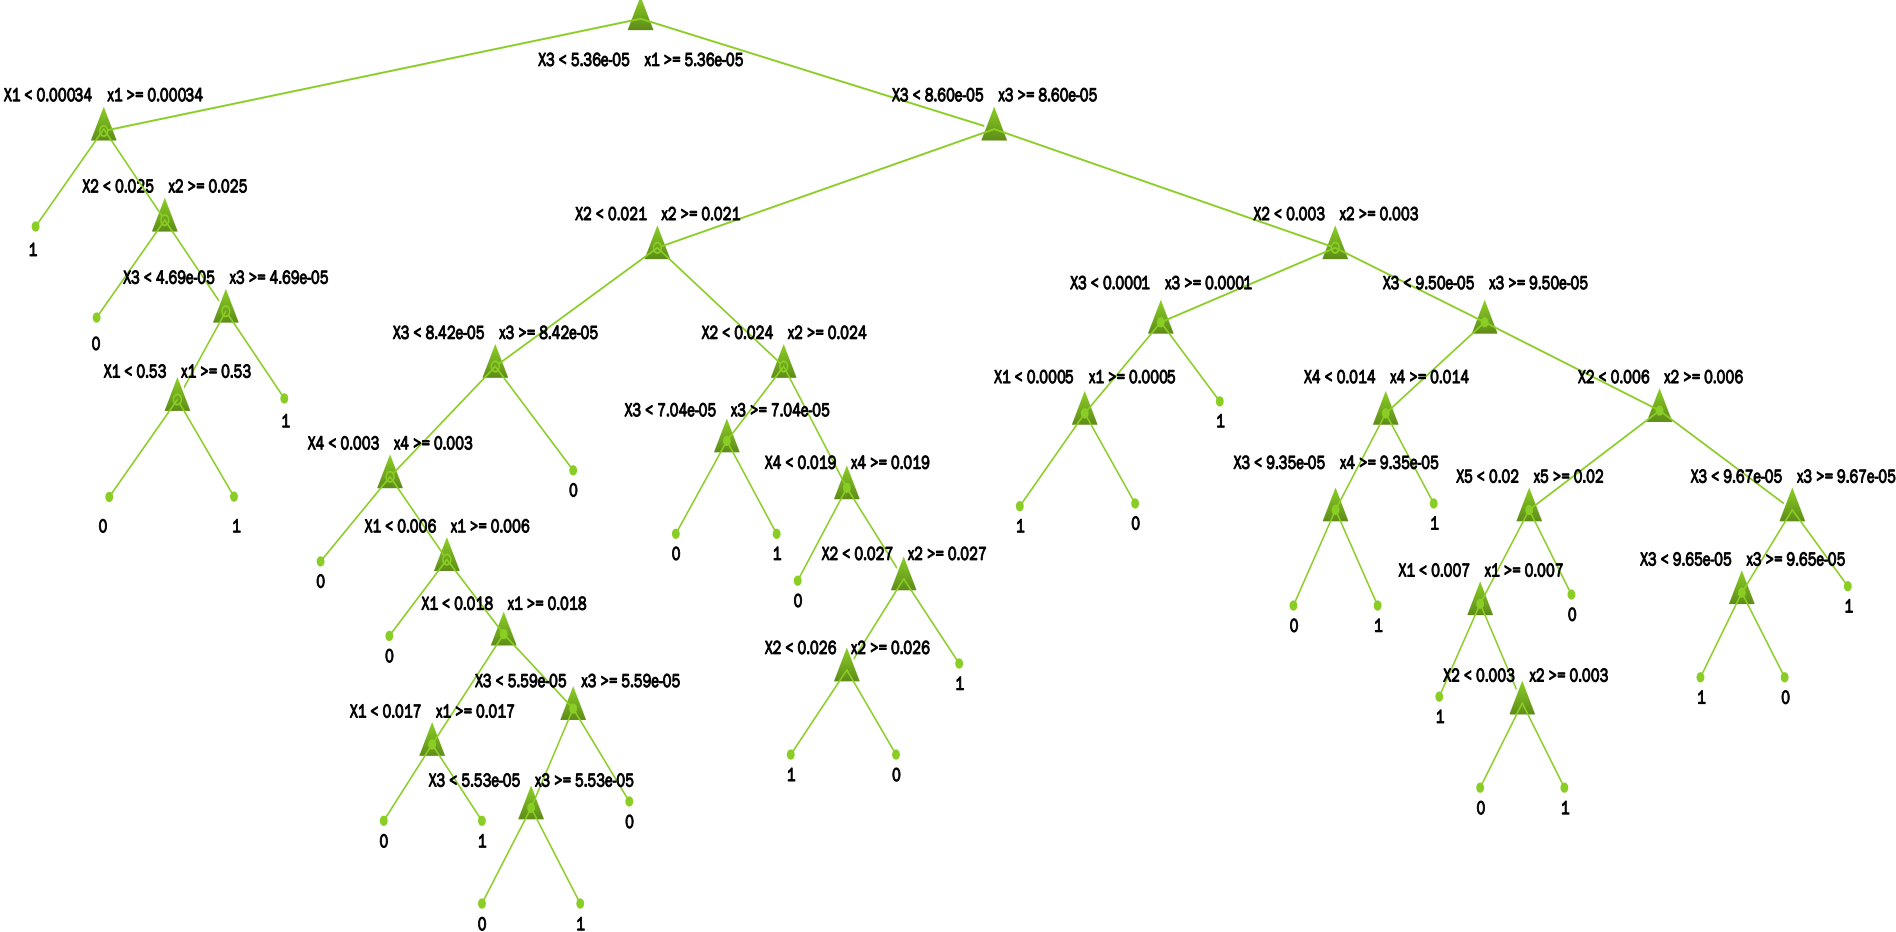 X3 < 5.36e-05 x1 >= 5.36e-05
X1 < 0.00034 x1 >= 0.00034
X3 < 8.60e-05 x3 >= 8.60e-05
X2 < 0.025 x2 >= 0.025
X2 < 0.021 x2 >= 0.021
X2 < 0.003 x2 >= 0.003
1
X3 < 4.69e-05 x3 >= 4.69e-05
X3 < 0.0001 x3 >= 0.0001
X3 < 9.50e-05 x3 >= 9.50e-05
0
X3 < 8.42e-05 x3 >= 8.42e-05
X2 < 0.024 x2 >= 0.024
X1 < 0.53 x1 >= 0.53
X1 < 0.0005 x1 >= 0.0005
X4 < 0.014 x4 >= 0.014
X2 < 0.006 x2 >= 0.006
1
X3 < 7.04e-05 x3 >= 7.04e-05
1
X4 < 0.003 x4 >= 0.003
X4 < 0.019 x4 >= 0.019
X3 < 9.35e-05 x4 >= 9.35e-05
X5 < 0.02 x5 >= 0.02
X3 < 9.67e-05 x3 >= 9.67e-05
0
0
1
X1 < 0.006 x1 >= 0.006
1
0
1
0
0
1
X2 < 0.027 x2 >= 0.027
X3 < 9.65e-05 x3 >= 9.65e-05
X1 < 0.007 x1 >= 0.007
0
X1 < 0.018 x1 >= 0.018
0
0
1
0
1
0
X2 < 0.026 x2 >= 0.026
X3 < 5.59e-05 x3 >= 5.59e-05
1
X2 < 0.003 x2 >= 0.003
1
0
X1 < 0.017 x1 >= 0.017
1
X3 < 5.53e-05 x3 >= 5.53e-05
1
0
0
1
0
1
0
0
1